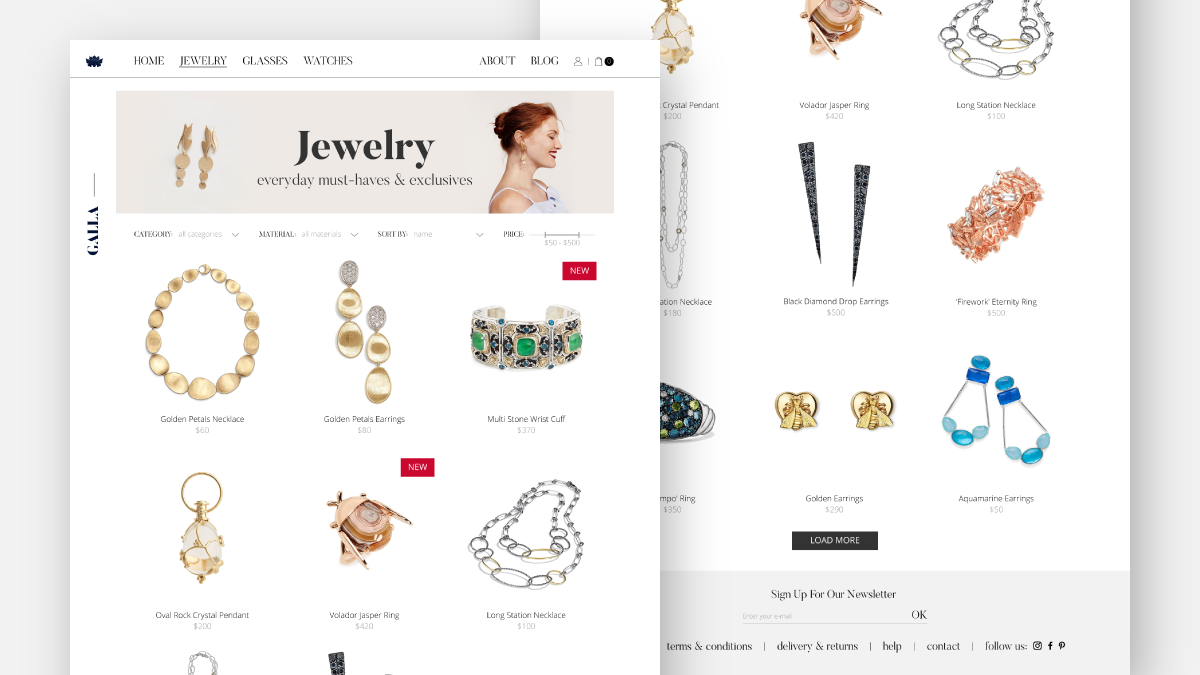 HOME JEWELRY GLASSES WATCHES ABOUT BLOG 0
Jewelry
everyday must-haves & exclusives
GALLA
CATEGORY: all categories MATERIAL: all materials SORT BY: name PRICE:
$50 - $500
NEW
Golden Petals Necklace Golden Petals Earrings Multi Stone Wrist Cuff
$60 $80 $370
NEW
Oval Rock Crystal Pendant Volador Jasper Ring Long Station Necklace
$200 $420 $100
Crystal Pendant Volador Jasper Ring Long Station Necklace
$200 $420 $100
Necklace Black Diamond Drop Earrings 'Firework' Eternity Ring
$180 $500 $500
Ring Golden Earrings Aquamarine Earrings
$350 $290 $50
LOAD MORE
Sign Up For Our Newsletter
Enter your e-mail OK
terms & conditions | delivery & returns | help | contact | follow us: